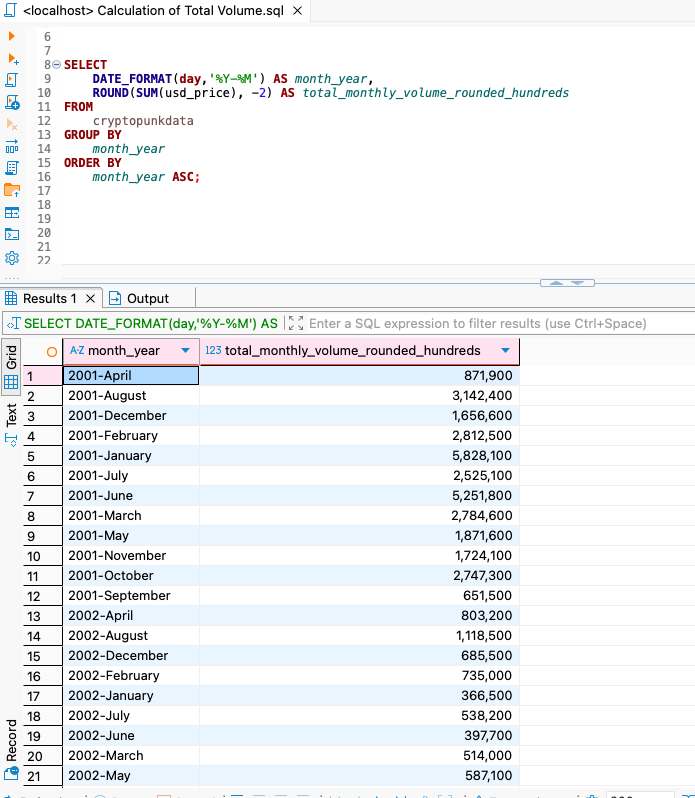 <localhost> Calculation of Total Volume.sql ×
6
7
8 SELECT
9 DATE_FORMAT(day,'%Y-%M') AS month_year,
10 ROUND(SUM(usd_price), -2) AS total_monthly_volume_rounded_hundreds
11 FROM
12 cryptopunkdata
13 GROUP BY
14 month_year
15 ORDER BY
16 month_year ASC;
17
18
19
20
21
22
Results 1 × Output
SELECT DATE_FORMAT(day,'%Y-%M') AS Enter a SQL expression to filter results (use Ctrl+Space)
Grid
Text
Record
A-Z month_year 123 total_monthly_volume_rounded_hundreds
1 2001-April 871,900
2 2001-August 3,142,400
3 2001-December 1,656,600
4 2001-February 2,812,500
5 2001-January 5,828,100
6 2001-July 2,525,100
7 2001-June 5,251,800
8 2001-March 2,784,600
9 2001-May 1,871,600
10 2001-November 1,724,100
11 2001-October 2,747,300
12 2001-September 651,500
13 2002-April 803,200
14 2002-August 1,118,500
15 2002-December 685,500
16 2002-February 735,000
17 2002-January 366,500
18 2002-July 538,200
19 2002-June 397,700
20 2002-March 514,000
21 2002-May 587,100